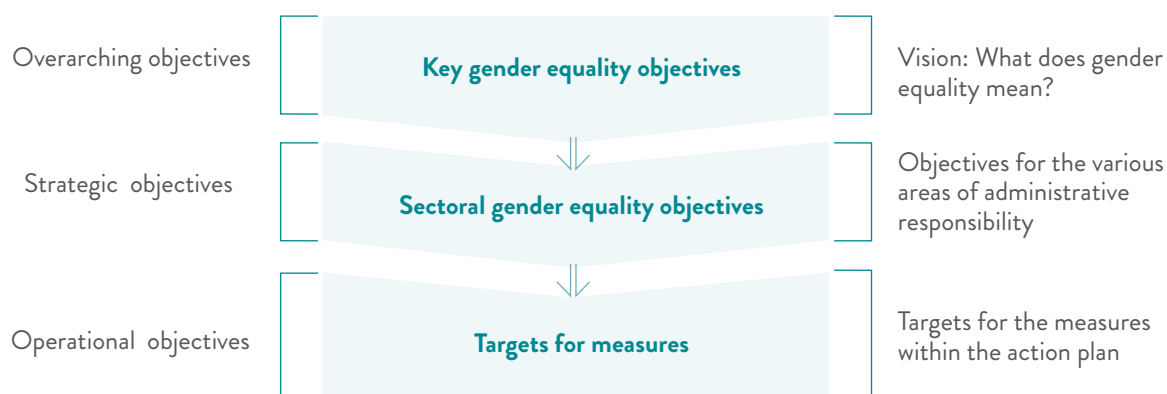 Overarching objectives
Key gender equality objectives
Vision: What does gender
equality mean?
Strategic objectives
Sectoral gender equality objectives
Objectives for the various
areas of administrative
responsibility
Operational objectives
Targets for measures
Targets for the measures
within the action plan